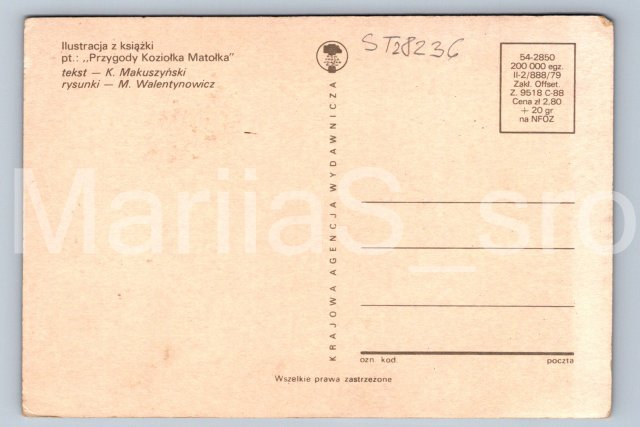 Ilustracja z książki
pt.: „Przygody Koziołka Matołka"
tekst — K. Makuszyński
rysunki — M. Walentynowicz
ST28236
54-2850
200 000 egz.
II-2/888/79
Zakł. Offset
Z. 9518 C-88
Cena zł 2,80
+ 20 gr
na NFOZ
KRAJOWA AGENCJA WYDAWNICZA
MariiaS_sro
ozn. kod poczta
Wszelkie prawa zastrzeżone